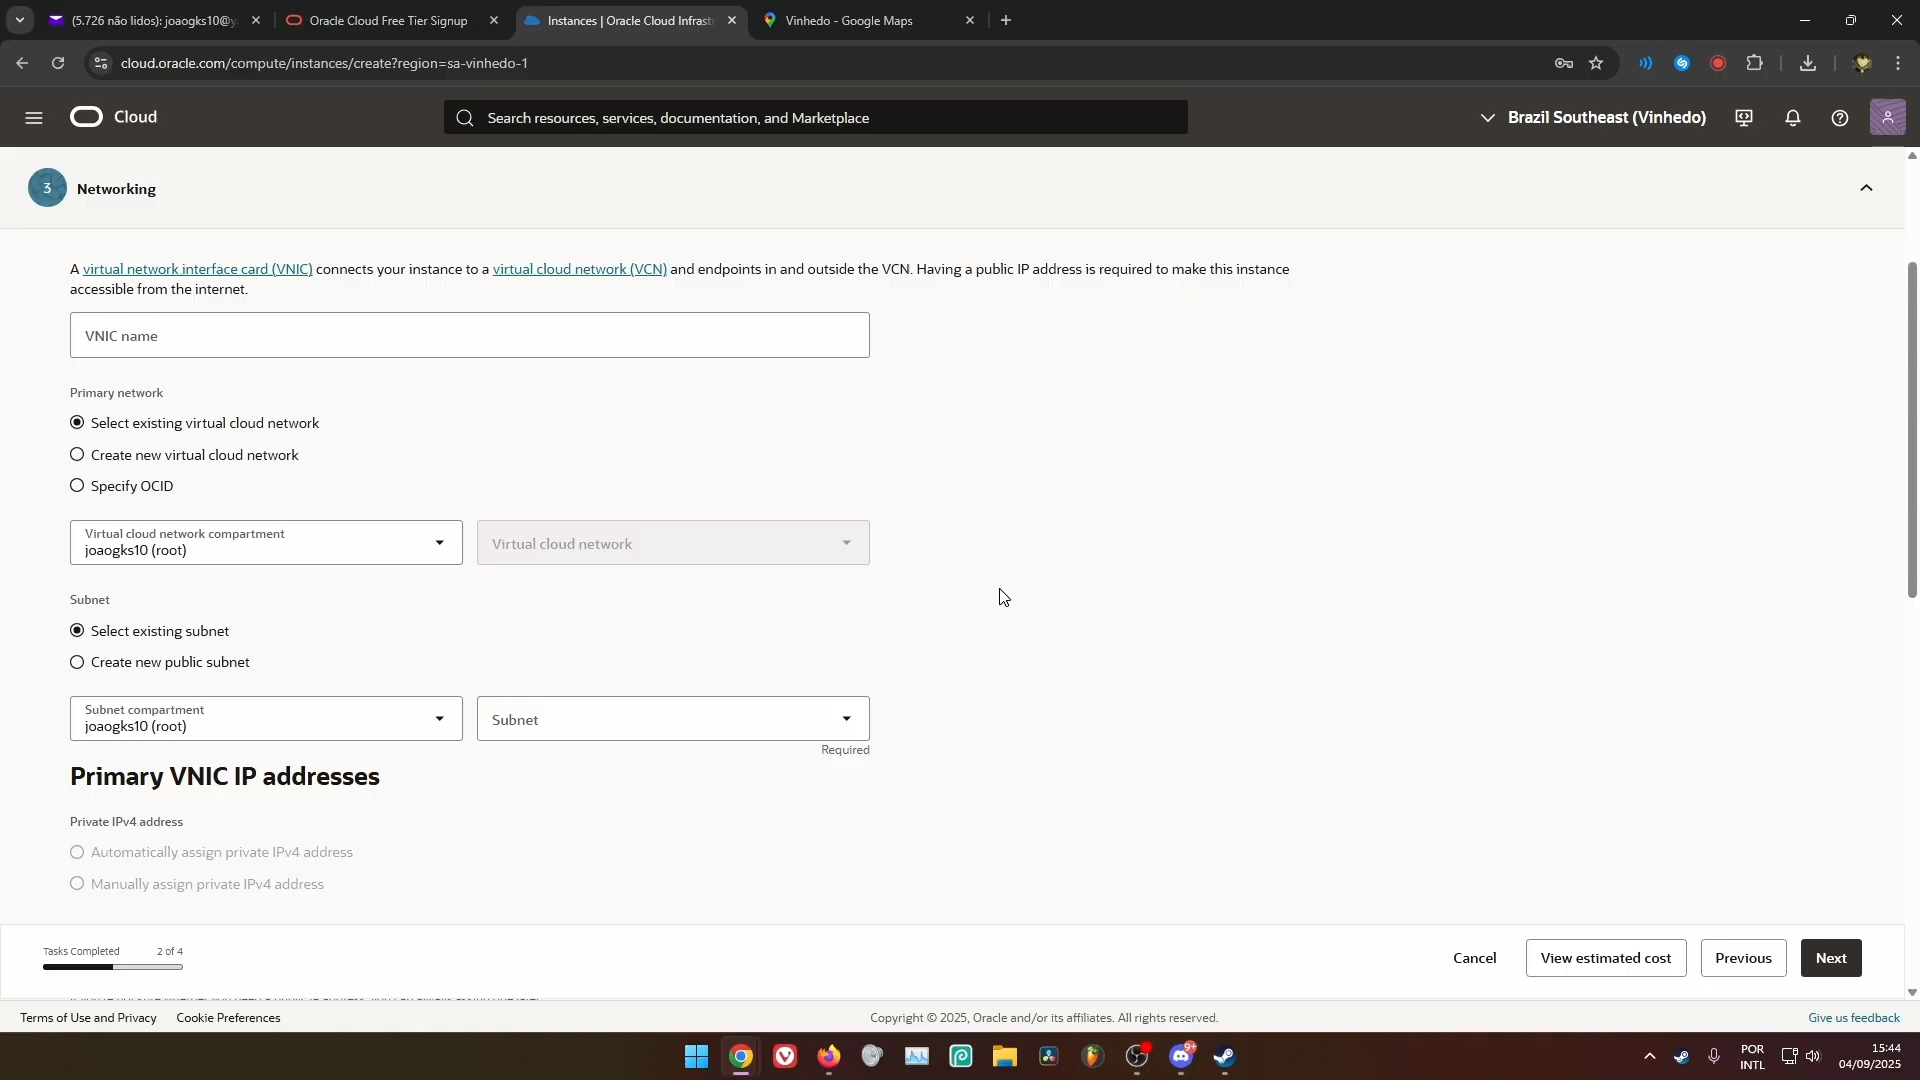 (5.726 não lidos): joaogks10@y
Oracle Cloud Free Tier Signup
Instances | Oracle Cloud Infrast
Vinhedo - Google Maps
cloud.oracle.com/compute/instances/create?region=sa-vinhedo-1
Cloud
Search resources, services, documentation, and Marketplace
Brazil Southeast (Vinhedo)
3
Networking
A virtual network interface card (VNIC) connects your instance to a virtual cloud network (VCN) and endpoints in and outside the VCN. Having a public IP address is required to make this instance
accessible from the internet.
VNIC name
Primary network
Select existing virtual cloud network
Create new virtual cloud network
Specify OCID
Virtual cloud network compartment
joaogks10 (root)
Virtual cloud network
Subnet
Select existing subnet
Create new public subnet
Subnet compartment
joaogks10 (root)
Subnet
Required
Primary VNIC IP addresses
Private IPv4 address
Automatically assign private IPv4 address
Manually assign private IPv4 address
Tasks Completed 2 of 4
Cancel
View estimated cost
Previous
Next
Terms of Use and Privacy
Cookie Preferences
Copyright © 2025, Oracle and/or its affiliates. All rights reserved.
Give us feedback
9+
POR
INTL
15:44
04/09/2025